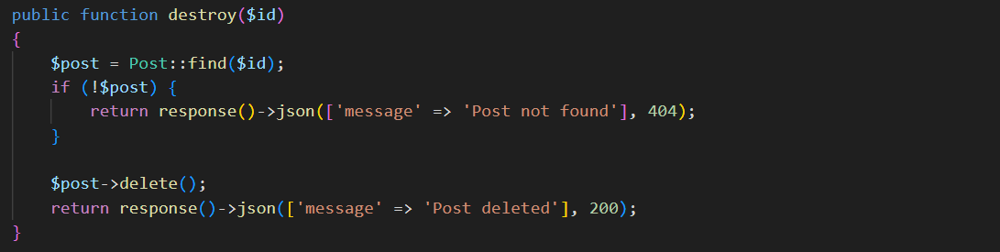 public function destroy($id)
{
    $post = Post::find($id);
    if (!$post) {
        return response()->json(['message' => 'Post not found'], 404);
    }

    $post->delete();
    return response()->json(['message' => 'Post deleted'], 200);
}